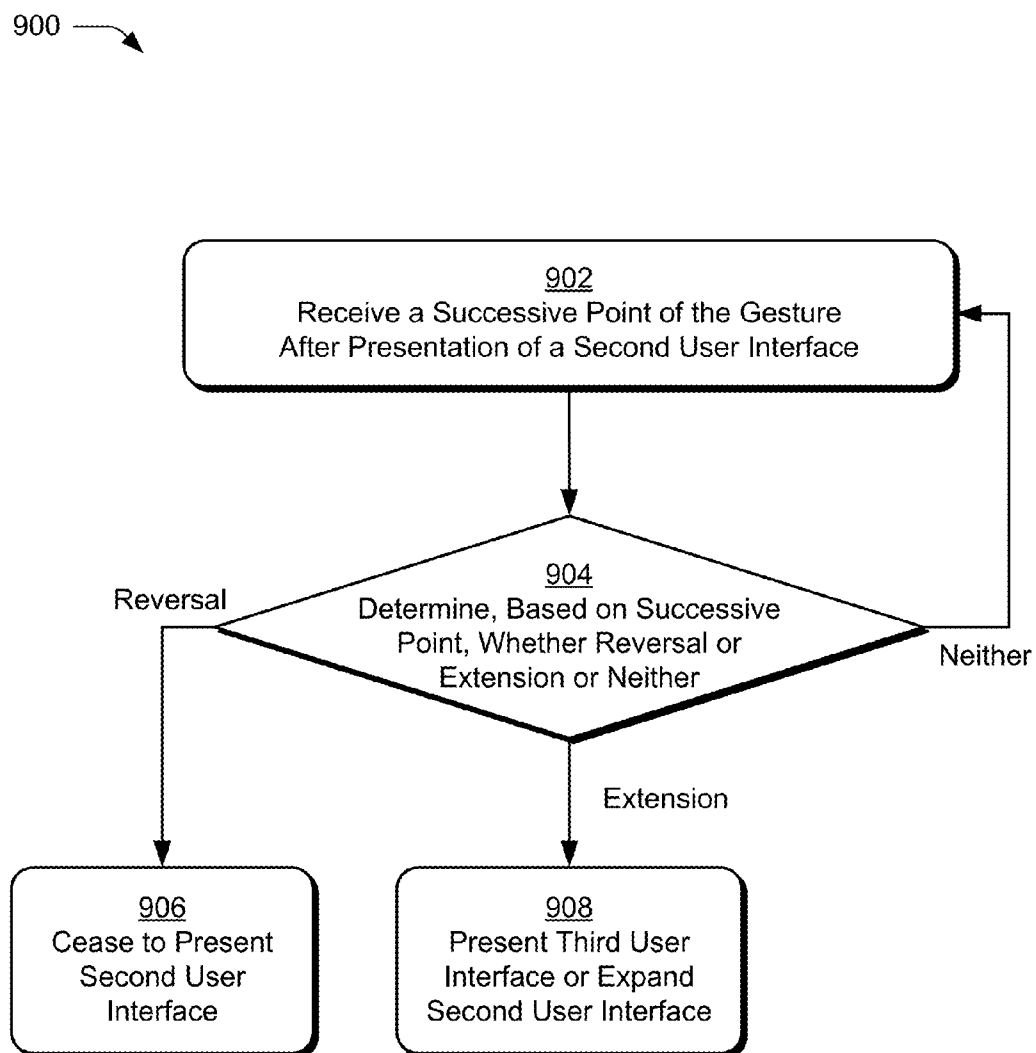 900
902
Receive a Successive Point of the Gesture
After Presentation of a Second User Interface
904
Determine, Based on Successive
Point, Whether Reversal or
Extension or Neither
Reversal
Neither
Extension
906
Cease to Present
Second User
Interface
908
Present Third User
Interface or Expand
Second User Interface